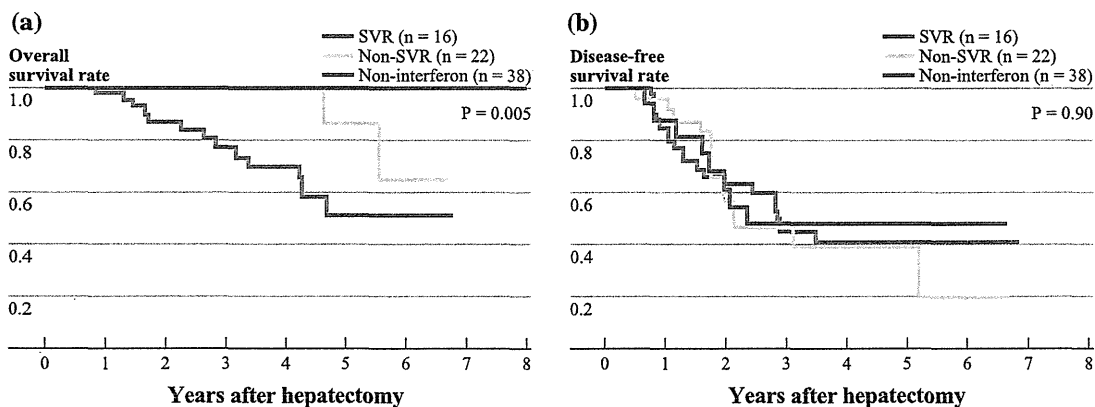 (a)
Overall
survival rate
SVR (n = 16)
Non-SVR (n = 22)
Non-interferon (n = 38)
P = 0.005
1.0
0.8
0.6
0.4
0.2
0 1 2 3 4 5 6 7 8
Years after hepatectomy
(b)
Disease-free
survival rate
SVR (n = 16)
Non-SVR (n = 22)
Non-interferon (n = 38)
P = 0.90
1.0
0.8
0.6
0.4
0.2
0 1 2 3 4 5 6 7 8
Years after hepatectomy